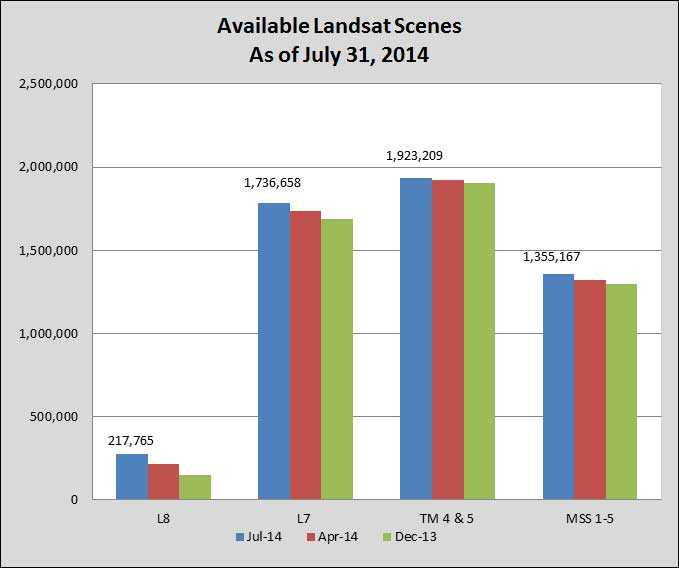 Available Landsat Scenes
As of July 31, 2014
2,500,000
2,000,000
1,500,000
1,000,000
500,000
0
217,765
1,736,658
1,923,209
1,355,167
L8
L7
TM 4 & 5
MSS 1-5
Jul-14
Apr-14
Dec-13